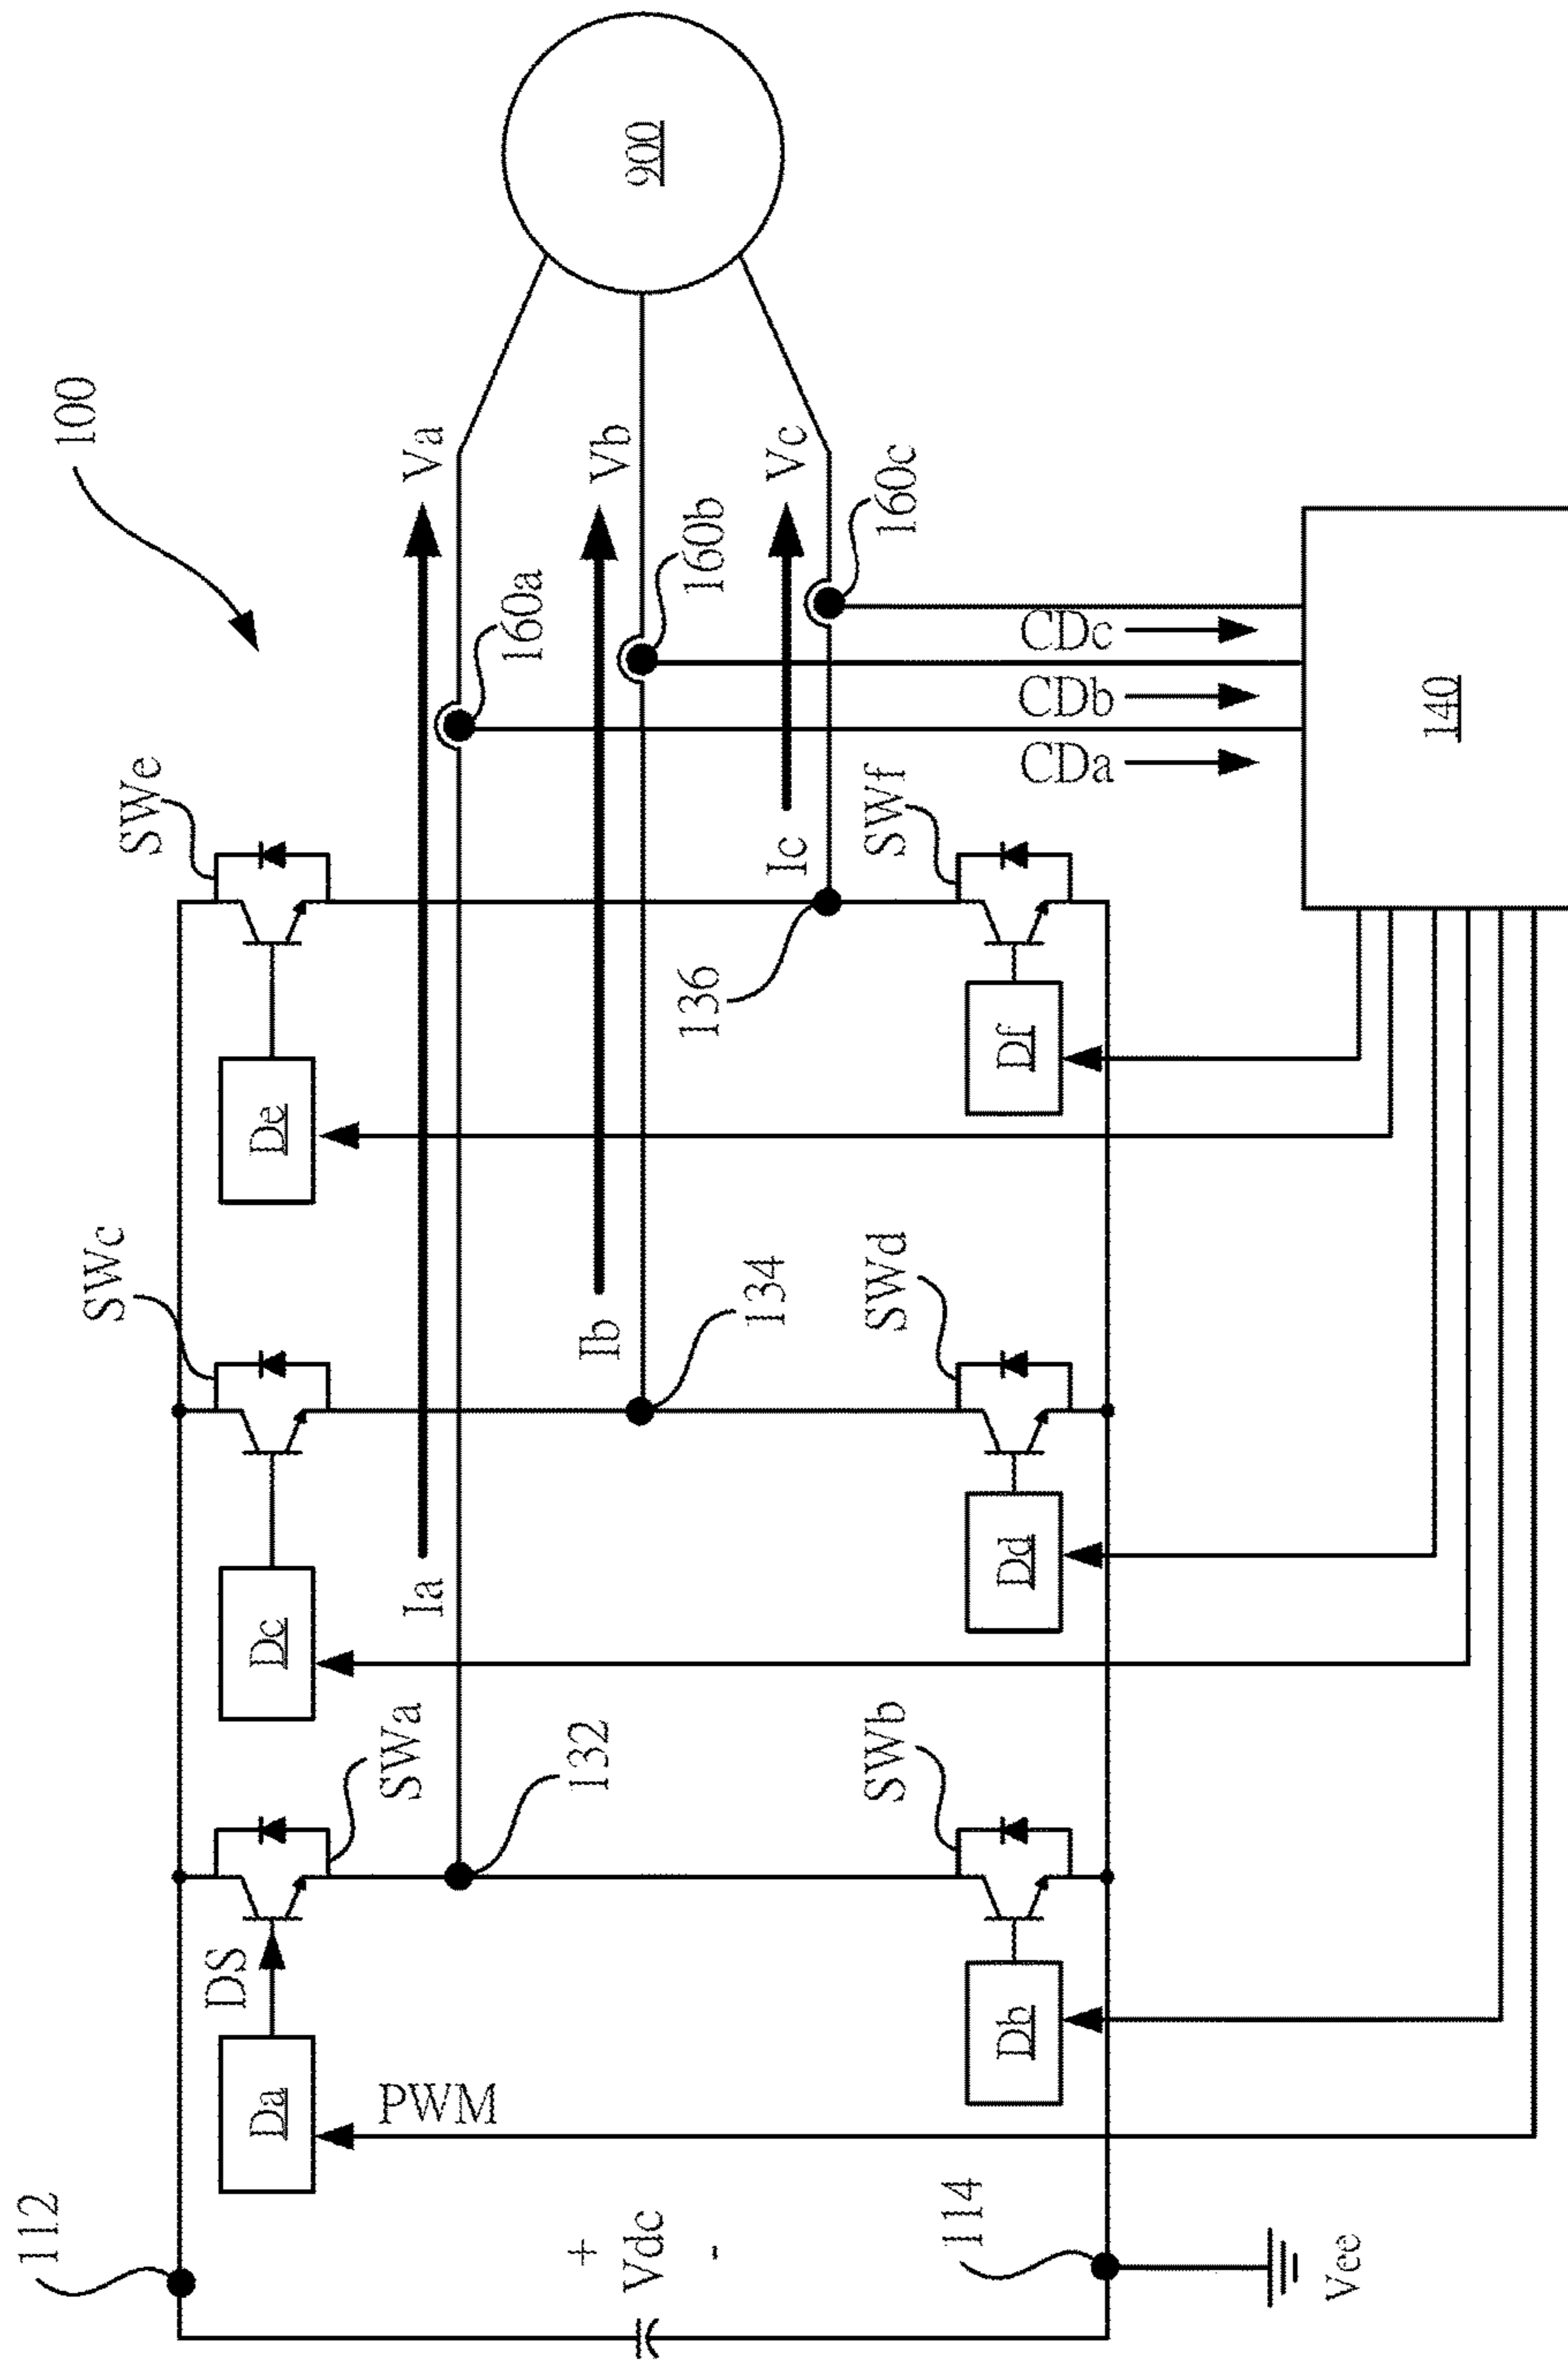 100
112
SWc
SWe
DS
Da
Dc
De
SWa
PWM
Ia
Va
132
160a
Ib
Vb
+
Vdc
-
134
160b
136
Ic
Vc
SWb
SWd
SWf
160c
114
Db
Dd
Df
CDa
CDb
CDc
Vee
140
900